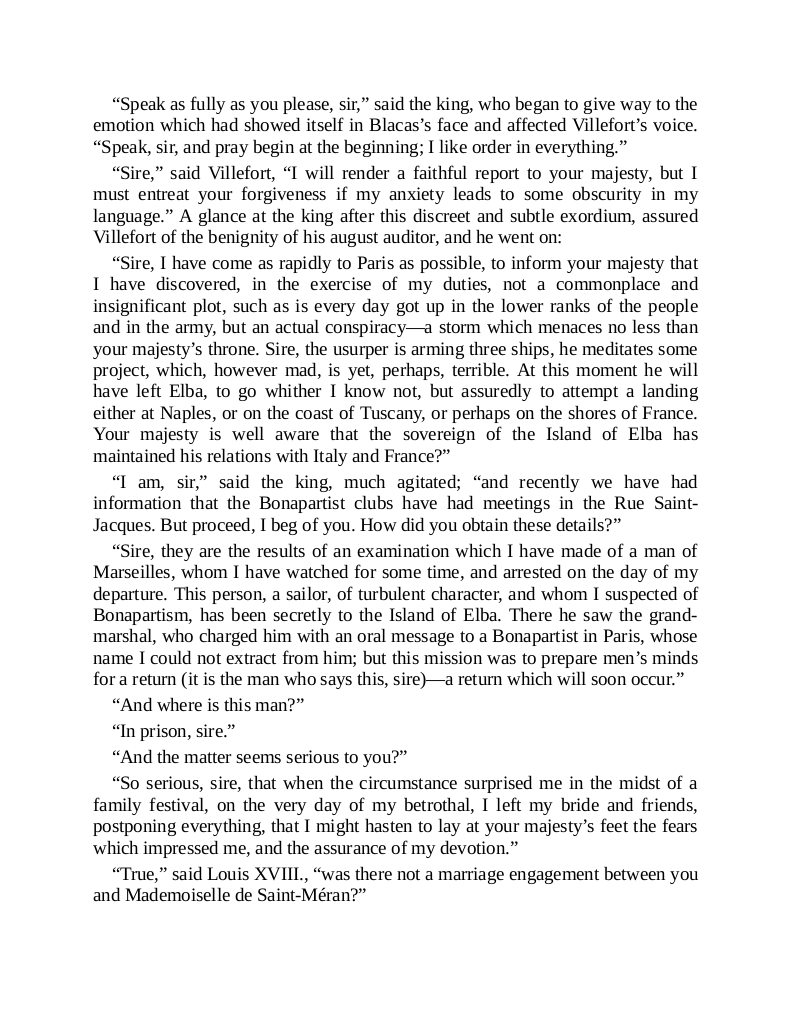 “Speak as fully as you please, sir,” said the king, who began to give way to the
emotion which had showed itself in Blacas’s face and affected Villefort’s voice.
“Speak, sir, and pray begin at the beginning; I like order in everything.”
“Sire,” said Villefort, “I will render a faithful report to your majesty, but I
must entreat your forgiveness if my anxiety leads to some obscurity in my
language.” A glance at the king after this discreet and subtle exordium, assured
Villefort of the benignity of his august auditor, and he went on:
“Sire, I have come as rapidly to Paris as possible, to inform your majesty that
I have discovered, in the exercise of my duties, not a commonplace and
insignificant plot, such as is every day got up in the lower ranks of the people
and in the army, but an actual conspiracy—a storm which menaces no less than
your majesty’s throne. Sire, the usurper is arming three ships, he meditates some
project, which, however mad, is yet, perhaps, terrible. At this moment he will
have left Elba, to go whither I know not, but assuredly to attempt a landing
either at Naples, or on the coast of Tuscany, or perhaps on the shores of France.
Your majesty is well aware that the sovereign of the Island of Elba has
maintained his relations with Italy and France?”
“I am, sir,” said the king, much agitated; “and recently we have had
information that the Bonapartist clubs have had meetings in the Rue Saint-
Jacques. But proceed, I beg of you. How did you obtain these details?”
“Sire, they are the results of an examination which I have made of a man of
Marseilles, whom I have watched for some time, and arrested on the day of my
departure. This person, a sailor, of turbulent character, and whom I suspected of
Bonapartism, has been secretly to the Island of Elba. There he saw the grand-
marshal, who charged him with an oral message to a Bonapartist in Paris, whose
name I could not extract from him; but this mission was to prepare men’s minds
for a return (it is the man who says this, sire)—a return which will soon occur.”
“And where is this man?”
“In prison, sire.”
“And the matter seems serious to you?”
“So serious, sire, that when the circumstance surprised me in the midst of a
family festival, on the very day of my betrothal, I left my bride and friends,
postponing everything, that I might hasten to lay at your majesty’s feet the fears
which impressed me, and the assurance of my devotion.”
“True,” said Louis XVIII., “was there not a marriage engagement between you
and Mademoiselle de Saint-Méran?”